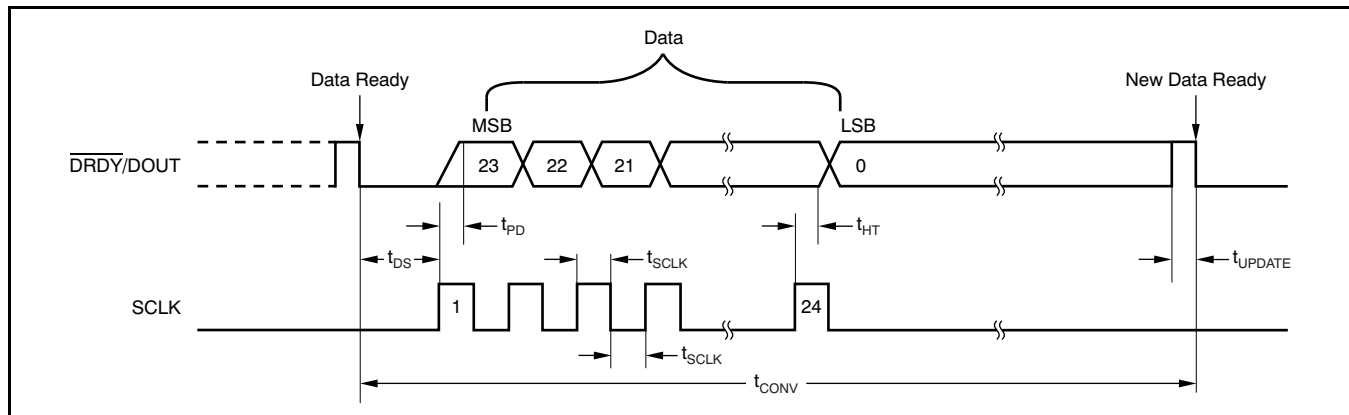 Data
Data Ready
New Data Ready
MSB
LSB
DRDY/DOUT
23
22
21
0
tPD
tHT
tDS
tSCLK
tUPDATE
SCLK
1
24
tSCLK
tCONV